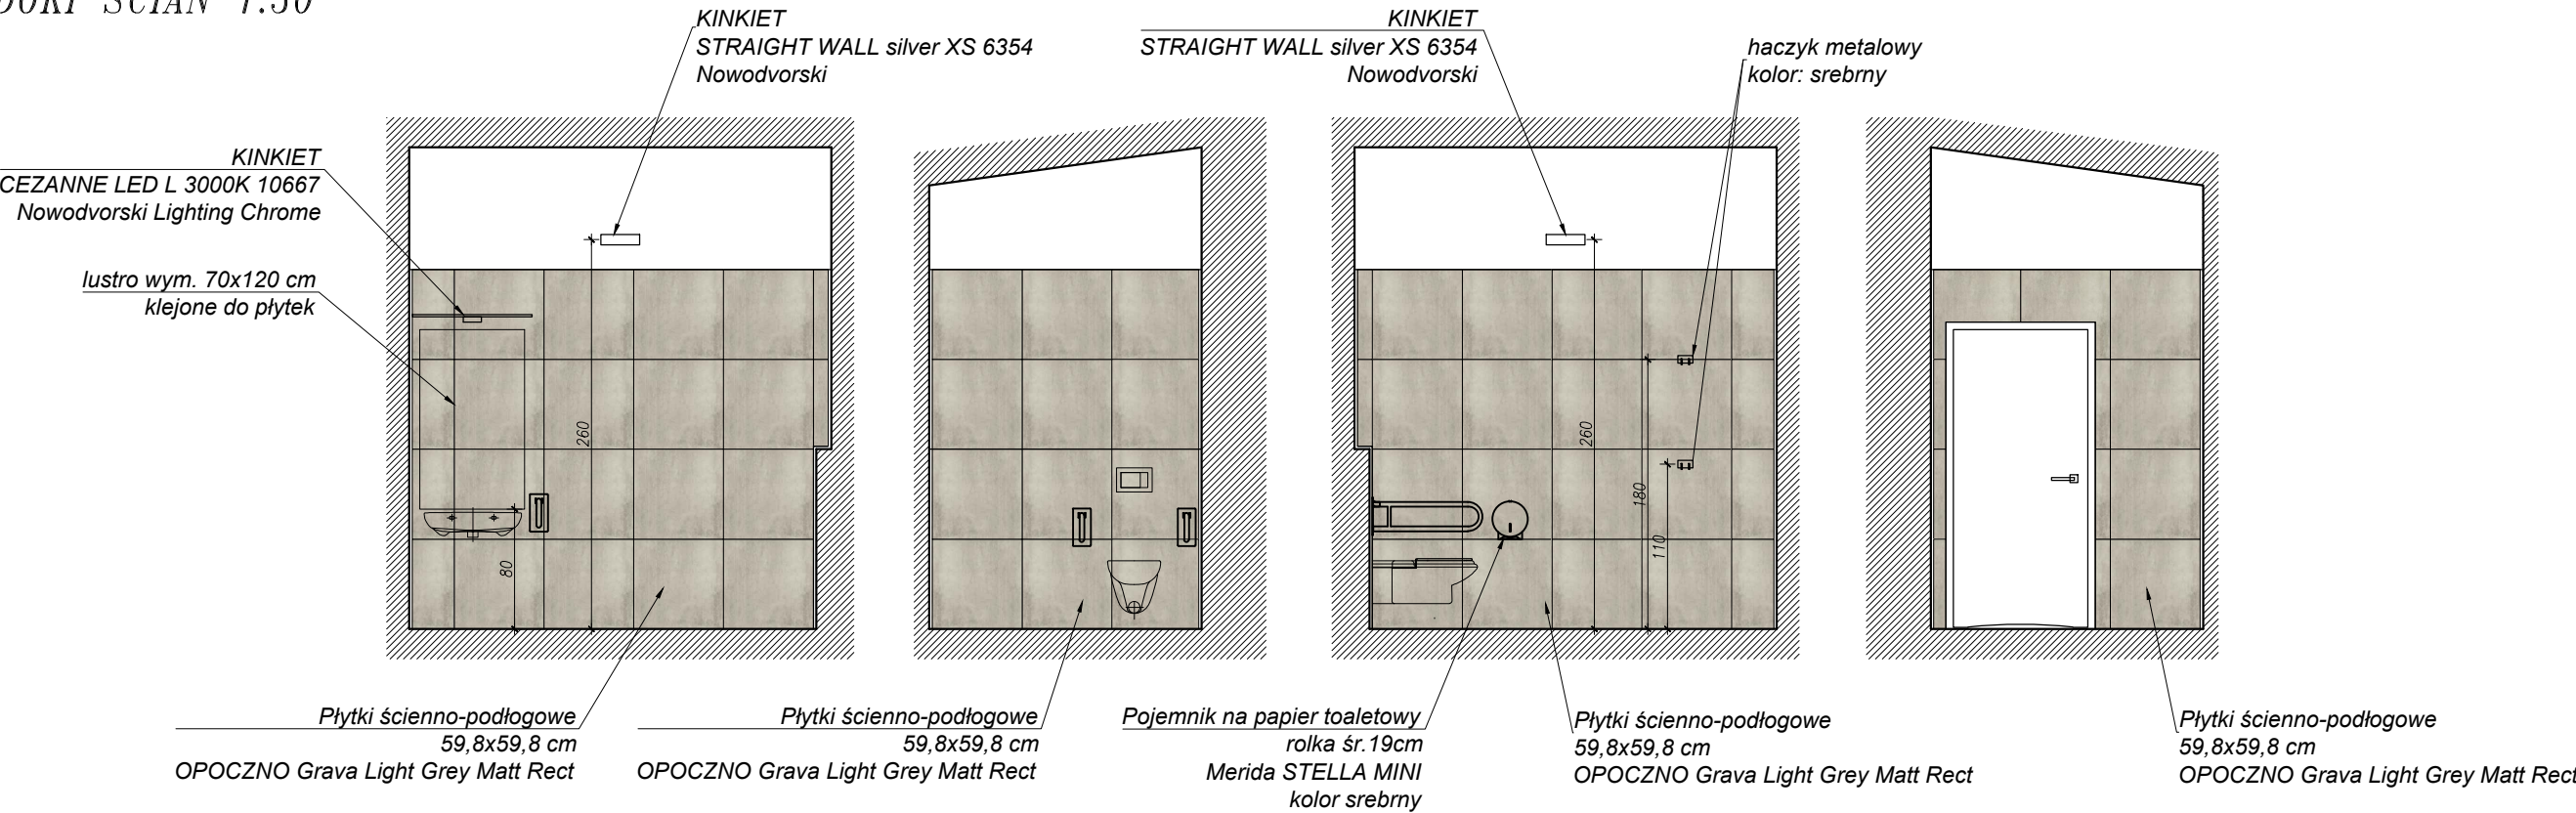 ŚCIAN 1:50
KINKIET
STRAIGHT WALL silver XS 6354
Nowodvorski
KINKIET
STRAIGHT WALL silver XS 6354
Nowodvorski
haczyk metalowy
kolor: srebrny
KINKIET
CEZANNE LED L 3000K 10667
Nowodvorski Lighting Chrome
lustro wym. 70x120 cm
klejone do płytek
260
80
260
180
110
Płytki ścienno-podłogowe
59,8x59,8 cm
OPOCZNO Grava Light Grey Matt Rect
Płytki ścienno-podłogowe
59,8x59,8 cm
OPOCZNO Grava Light Grey Matt Rect
Pojemnik na papier toaletowy
rolka śr.19cm
Merida STELLA MINI
kolor srebrny
Płytki ścienno-podłogowe
59,8x59,8 cm
OPOCZNO Grava Light Grey Matt Rect
Płytki ścienno-podłogowe
59,8x59,8 cm
OPOCZNO Grava Light Grey Matt Rect